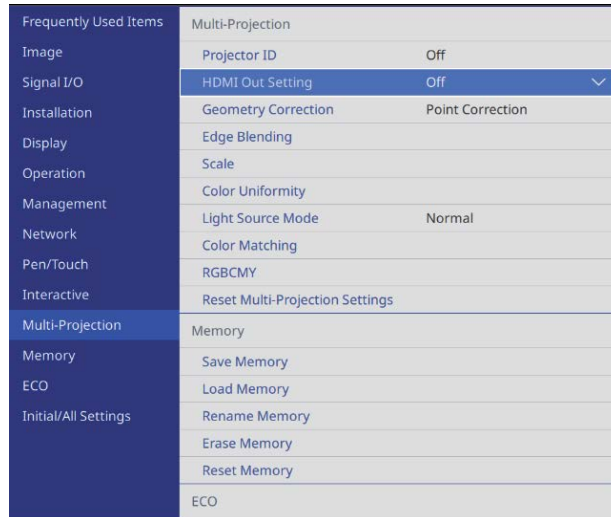 Frequently Used Items
Image
Signal I/O
Installation
Display
Operation
Management
Network
Pen/Touch
Interactive
Multi-Projection
Memory
ECO
Initial/All Settings
Multi-Projection
Projector ID Off
HDMI Out Setting Off
Geometry Correction Point Correction
Edge Blending
Scale
Color Uniformity
Light Source Mode Normal
Color Matching
RGBCMY
Reset Multi-Projection Settings
Memory
Save Memory
Load Memory
Rename Memory
Erase Memory
Reset Memory
ECO